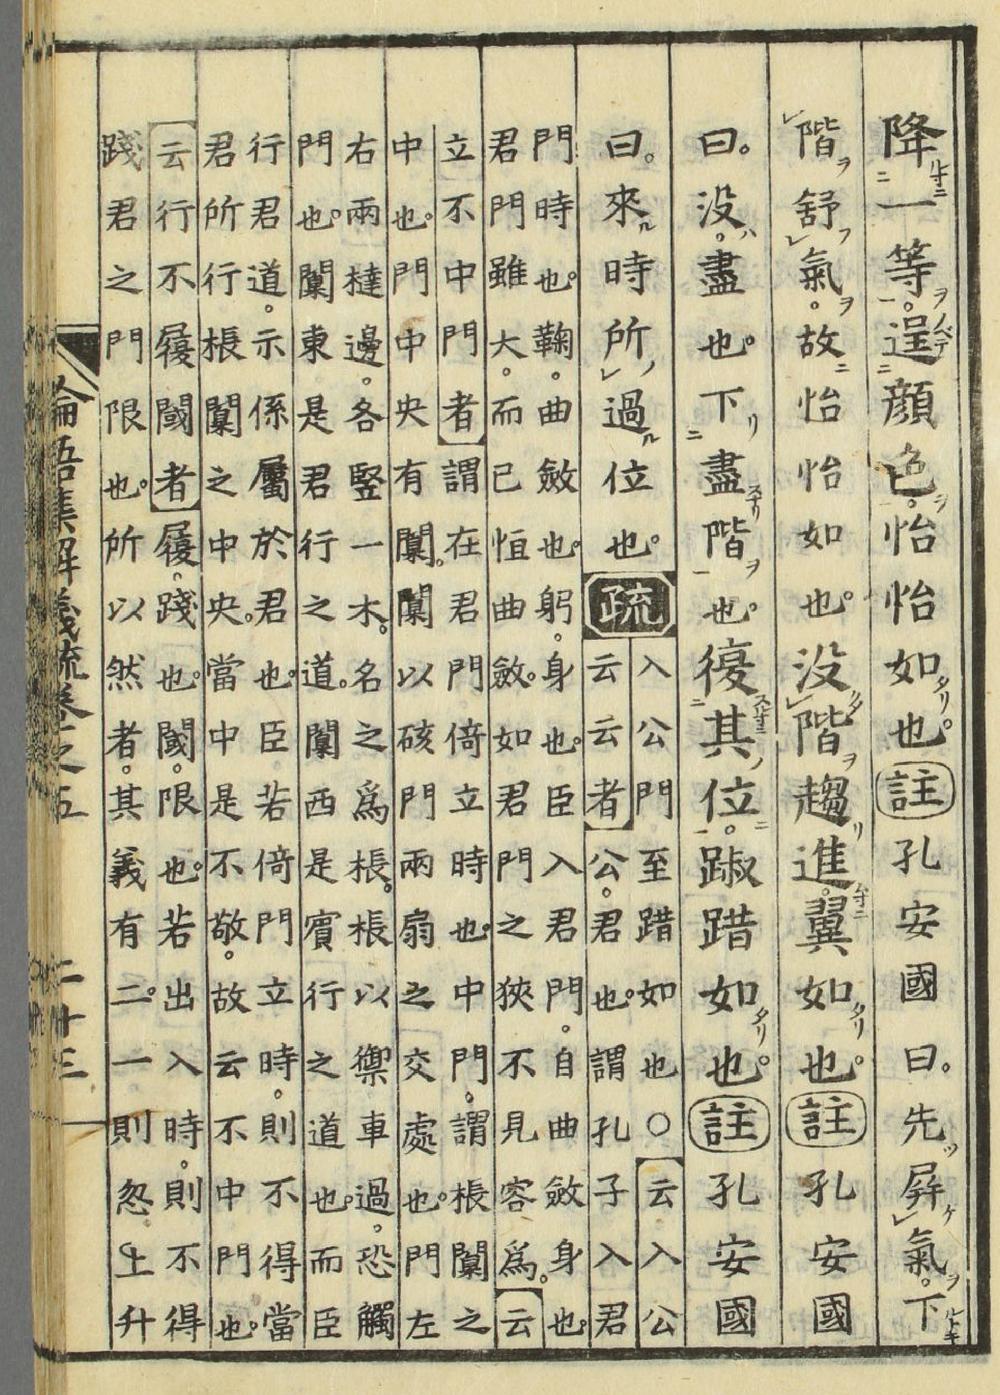 降一等。逞顔色。怡怡如也。註孔安國曰。先屏氣。下
階舒氣。故怡怡如也。没階趨進。翼如也。註孔安國
曰。没。盡也。下盡階也。復其位。踧踖如也。註孔安國
曰。來時所過位也。疏
入公門至踖如也〇云入公
云云者公。君也。謂孔子入君
門時也。鞠。曲斂也。躬。身也。臣入君門。自曲斂身也。
君門雖大。而己恒曲斂。如君門之狹不見容爲。云
立不中門者謂在君門倚立時也。中門。謂棖闑之
中也。門中央有闑。闑以硋門兩扇之交處也。門左
右兩橽邊。各竪一木。名之爲棖。棖以禦車過。恐觸
門也。闑東是君行之道。闑西是賓行之道也。而臣
行君道。示係屬於君也。臣若倚門立時。則不得當
君所行棖闑之中央。當中是不敬。故云不中門也。
云行不履閾者履。踐也。閾。限也。若出入時。則不得
踐君之門限也。所以然者。其義有二。一則忽上升
論語集解義疏卷之五
二十三